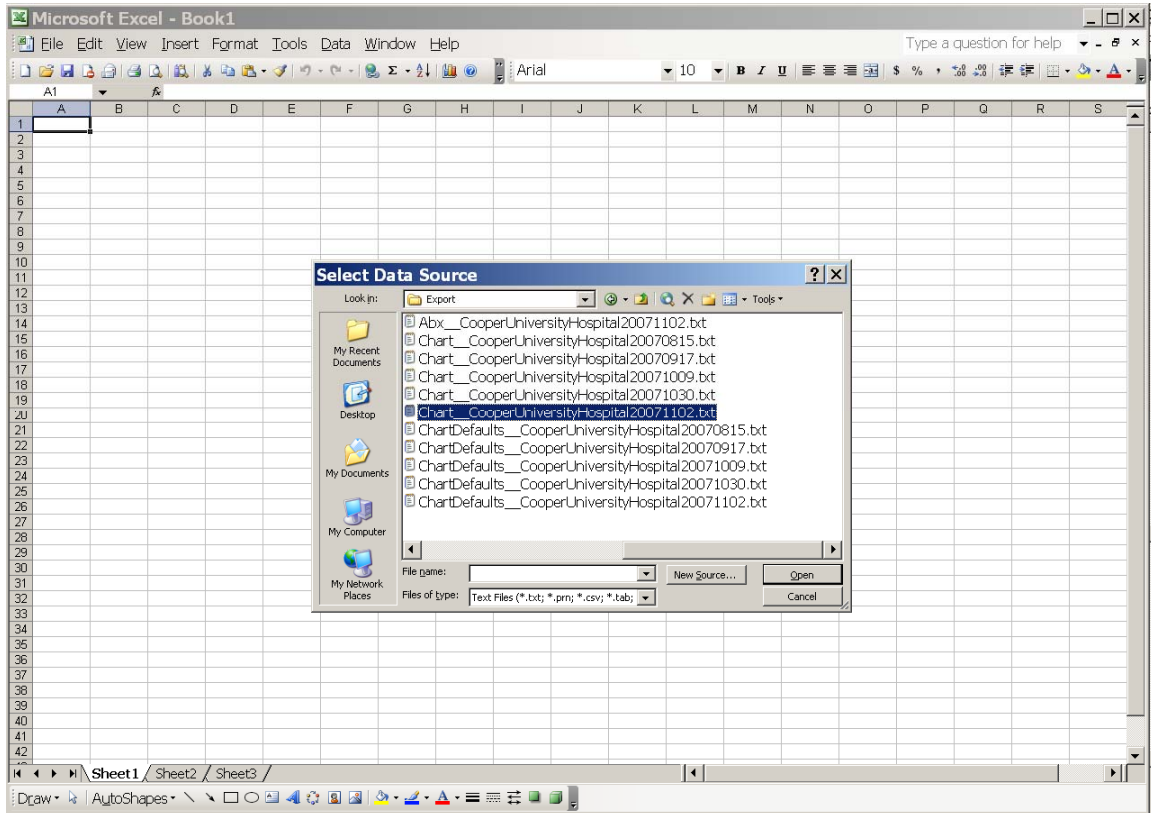 Microsoft Excel - Book1
File Edit View Insert Format Tools Data Window Help Type a question for help
Arial 10 B I U $ % ,
A1 fx
A B C D E F G H I J K L M N O P Q R S
1
2
3
4
5
6
7
8
9
10
11
12
13
14
15
16
17
18
19
20
21
22
23
24
25
26
27
28
29
30
31
32
33
34
35
36
37
38
39
40
41
42
Select Data Source
Look in: Export Tools
My Recent Documents
Desktop
My Documents
My Computer
My Network Places
Abx__CooperUniversityHospital20071102.txt
Chart__CooperUniversityHospital20070815.txt
Chart__CooperUniversityHospital20070917.txt
Chart__CooperUniversityHospital20071009.txt
Chart__CooperUniversityHospital20071030.txt
Chart__CooperUniversityHospital20071102.txt
ChartDefaults__CooperUniversityHospital20070815.txt
ChartDefaults__CooperUniversityHospital20070917.txt
ChartDefaults__CooperUniversityHospital20071009.txt
ChartDefaults__CooperUniversityHospital20071030.txt
ChartDefaults__CooperUniversityHospital20071102.txt
File name: New Source... Open
Files of type: Text Files (*.txt; *.prn; *.csv; *.tab; Cancel
Sheet1 Sheet2 Sheet3
Draw AutoShapes